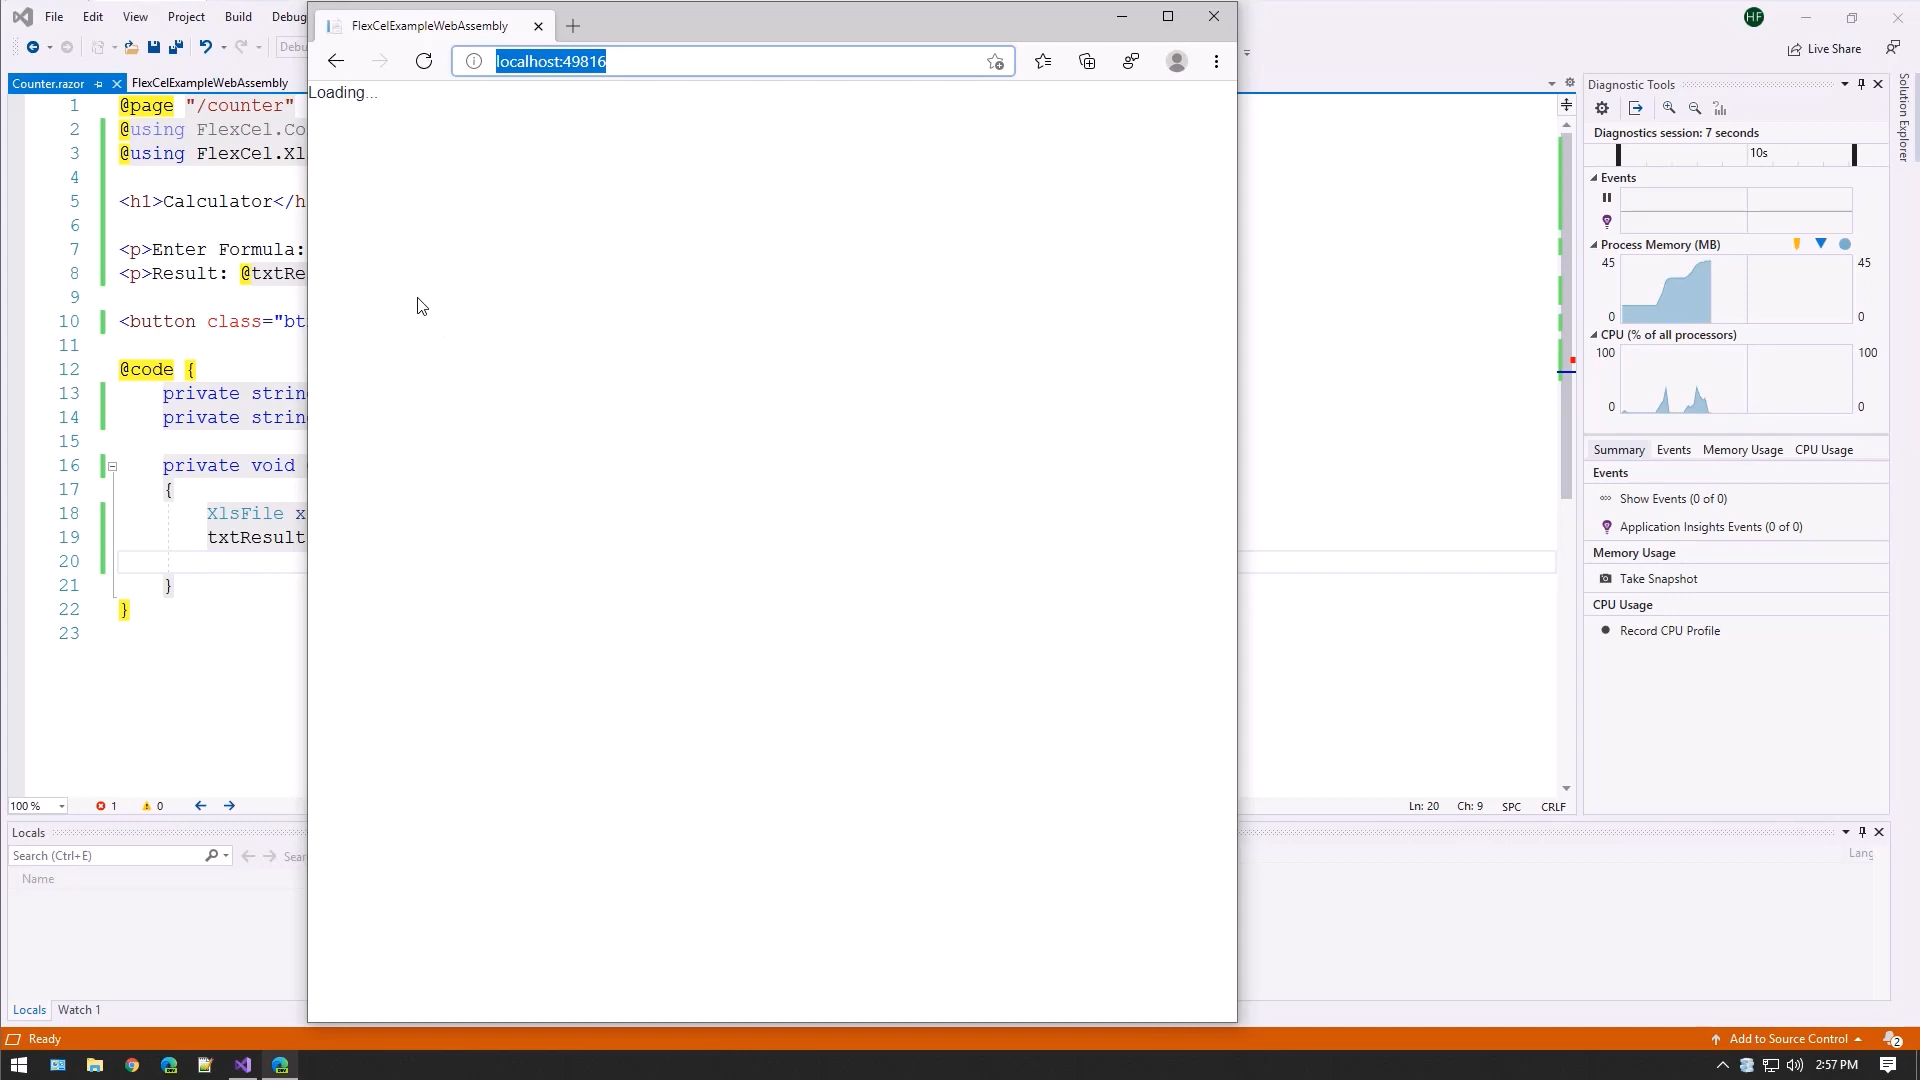 File Edit View Project Build Debug
FlexCelExampleWebAssembly
HF
Debu
Live Share
localhost:49816
Counter.razor
FlexCelExampleWebAssembly
Loading...
1 @page "/counter"
2 @using FlexCel.Co
3 @using FlexCel.Xl
4
5 <h1>Calculator</h
6
7 <p>Enter Formula:
8 <p>Result: @txtRe
9
10 <button class="bt
11
12 @code {
13 private strin
14 private strin
15
16 private void
17 {
18 XlsFile x
19 txtResult
20
21 }
22 }
23
100 %
1
0
Ln: 20 Ch: 9 SPC CRLF
Diagnostic Tools
Solution Explorer
Diagnostics session: 7 seconds
10s
Events
Process Memory (MB)
45 45
0 0
CPU (% of all processors)
100 100
0 0
Summary Events Memory Usage CPU Usage
Events
Show Events (0 of 0)
Application Insights Events (0 of 0)
Memory Usage
Take Snapshot
CPU Usage
Record CPU Profile
Locals
Search (Ctrl+E)
Sear
Lang
Name
Locals Watch 1
Ready
Add to Source Control
2
2:57 PM